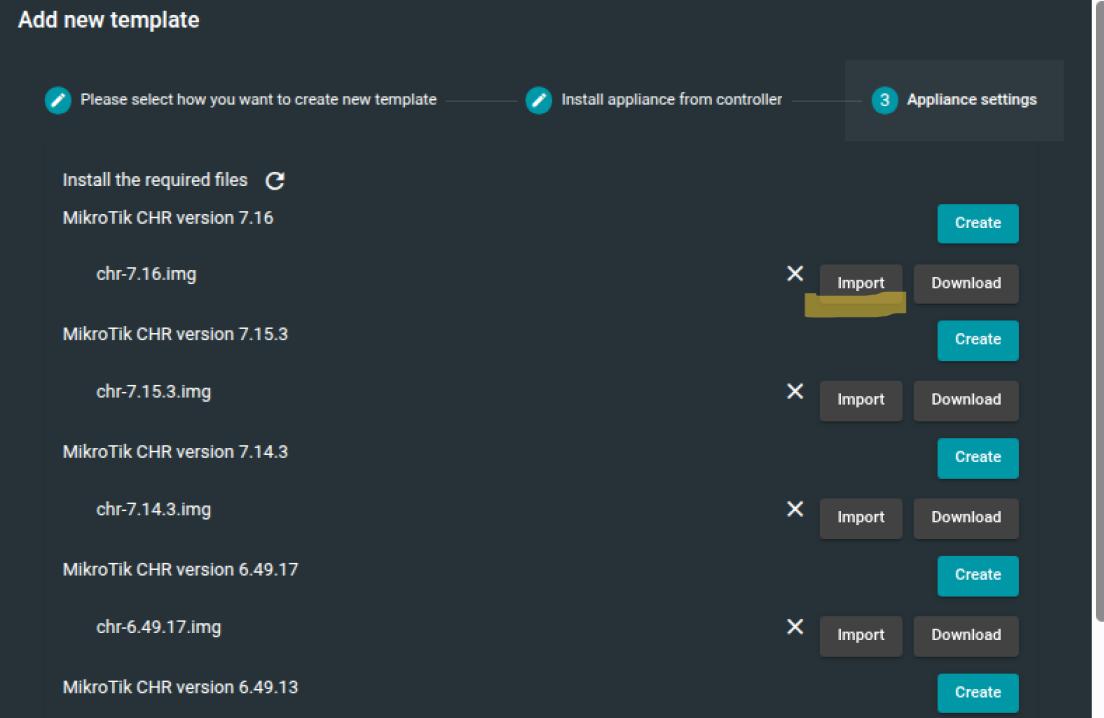 Add new template
Please select how you want to create new template
Install appliance from controller
3 Appliance settings
Install the required files
MikroTik CHR version 7.16
Create
chr-7.16.img
Import Download
MikroTik CHR version 7.15.3
Create
chr-7.15.3.img
Import Download
MikroTik CHR version 7.14.3
Create
chr-7.14.3.img
Import Download
MikroTik CHR version 6.49.17
Create
chr-6.49.17.img
Import Download
MikroTik CHR version 6.49.13
Create